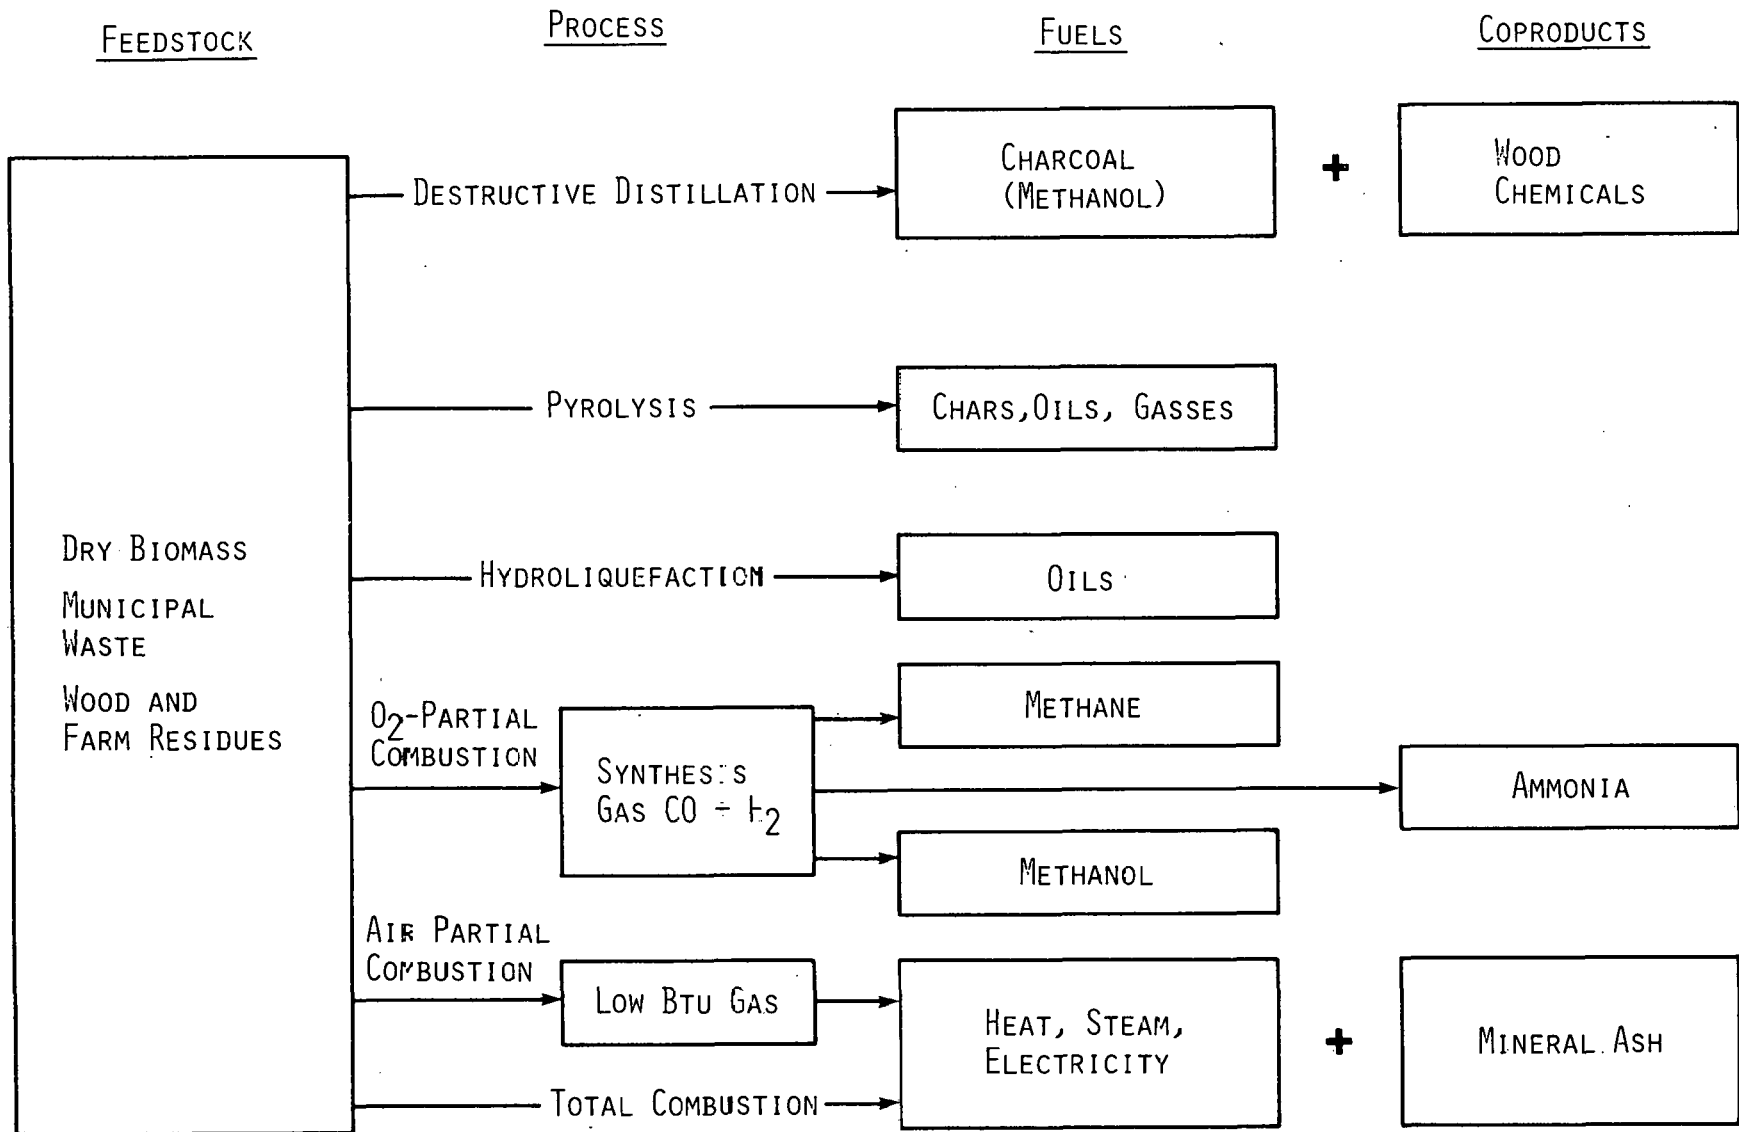 FEEDSTOCK
PROCESS
FUELS
COPRODUCTS
DESTRUCTIVE DISTILLATION
CHARCOAL
(METHANOL)
+
WOOD
CHEMICALS
PYROLYSIS
CHARS, OILS, GASSES
DRY BIOMASS
MUNICIPAL
WASTE
WOOD AND
FARM RESIDUES
HYDROLIQUEFACTION
OILS
O2-PARTIAL
COMBUSTION
SYNTHESIS
GAS CO + H2
METHANE
AMMONIA
METHANOL
AIR PARTIAL
COMBUSTION
LOW BTU GAS
HEAT, STEAM,
ELECTRICITY
+
MINERAL ASH
TOTAL COMBUSTION